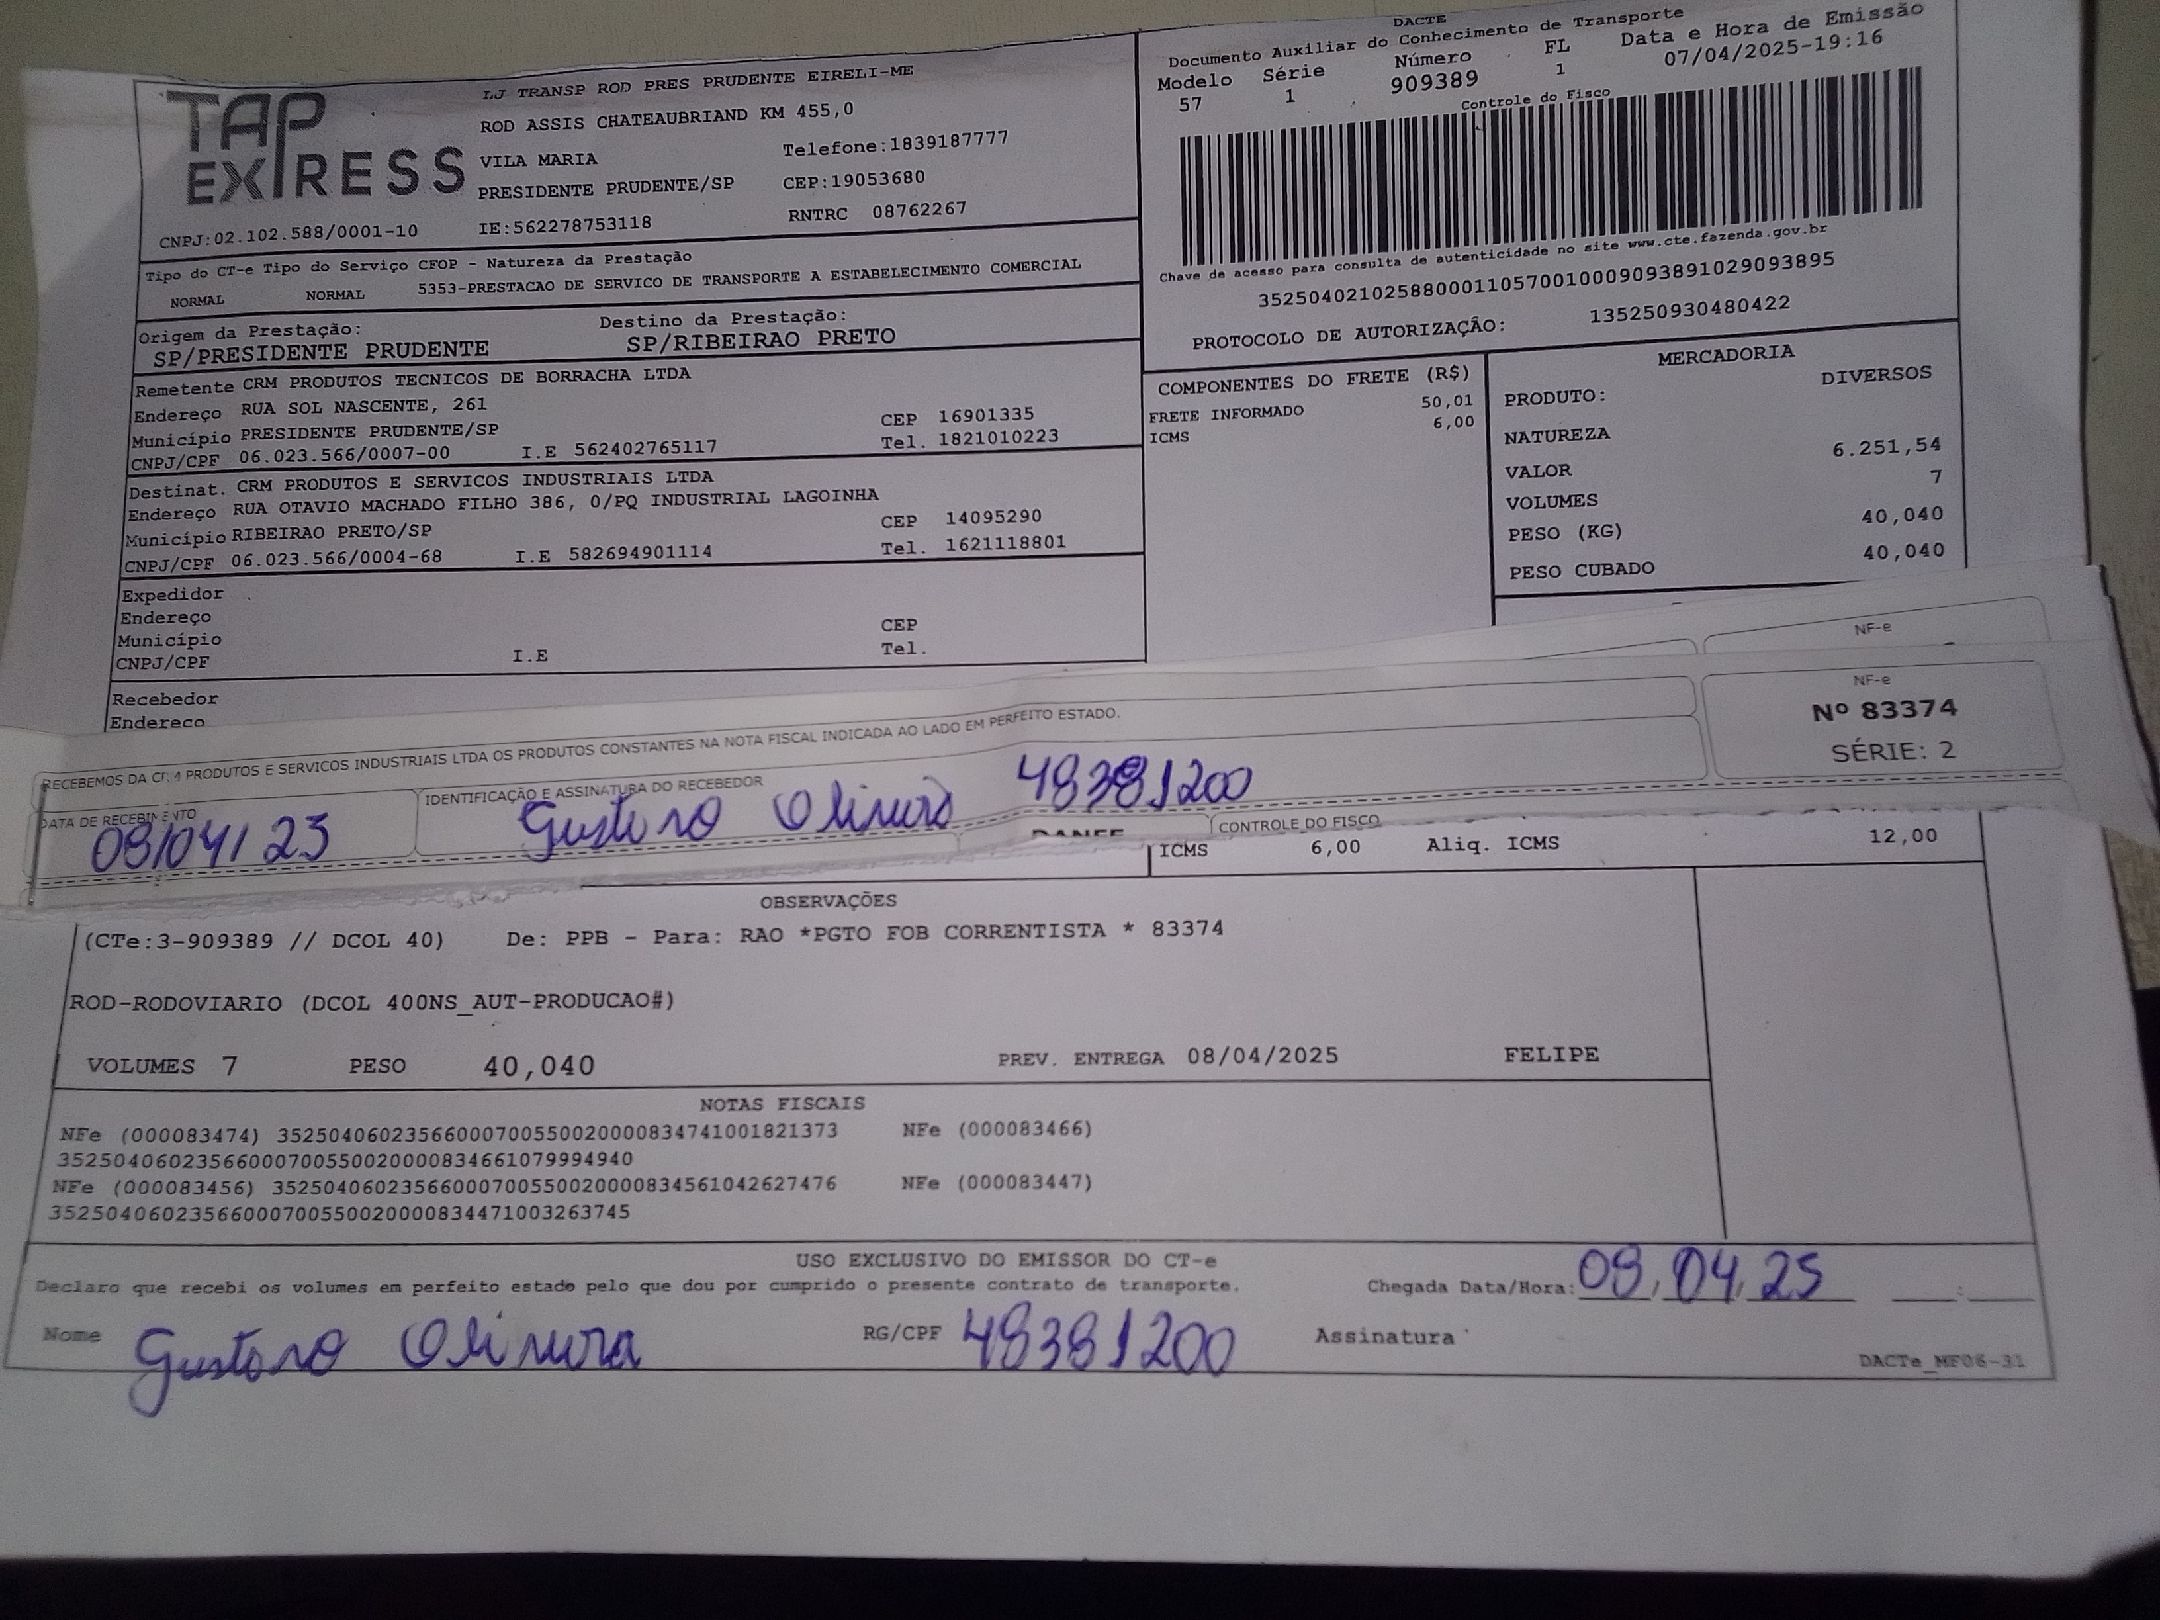 TAP EXPRESS
LJ TRANSP ROD PRES PRUDENTE EIRELI-ME
ROD ASSIS CHATEAUBRIAND KM 455,0
VILA MARIA Telefone:1839187777
PRESIDENTE PRUDENTE/SP CEP:19053680
CNPJ:02.102.588/0001-10 IE:562278753118 RNTRC 08762267
DACTE
Documento Auxiliar do Conhecimento de Transporte
Modelo Série Número FL Data e Hora de Emissão
57 1 909389 1 07/04/2025-19:16
Controle do Fisco
Chave de acesso para consulta de autenticidade no site www.cte.fazenda.gov.br
35250402102588000110570010009093891029093895
PROTOCOLO DE AUTORIZAÇÃO: 135250930480422
Tipo do CT-e Tipo do Serviço CFOP - Natureza da Prestação
NORMAL NORMAL 5353-PRESTACAO DE SERVICO DE TRANSPORTE A ESTABELECIMENTO COMERCIAL
Origem da Prestação: Destino da Prestação:
SP/PRESIDENTE PRUDENTE SP/RIBEIRAO PRETO
Remetente CRM PRODUTOS TECNICOS DE BORRACHA LTDA
Endereço RUA SOL NASCENTE, 261 CEP 16901335
Município PRESIDENTE PRUDENTE/SP Tel. 1821010223
CNPJ/CPF 06.023.566/0007-00 I.E 562402765117
Destinat. CRM PRODUTOS E SERVICOS INDUSTRIAIS LTDA
Endereço RUA OTAVIO MACHADO FILHO 386, 0/PQ INDUSTRIAL LAGOINHA
Município RIBEIRAO PRETO/SP CEP 14095290
CNPJ/CPF 06.023.566/0004-68 I.E 582694901114 Tel. 1621118801
Expedidor
Endereço
Município CEP
CNPJ/CPF I.E Tel.
Recebedor
Endereco
COMPONENTES DO FRETE (R$)
FRETE INFORMADO 50,01
ICMS 6,00
MERCADORIA
PRODUTO: DIVERSOS
NATUREZA
VALOR 6.251,54
VOLUMES 7
PESO (KG) 40,040
PESO CUBADO 40,040
NF-e
NF-e
Nº 83374
SÉRIE: 2
RECEBEMOS DA CRM PRODUTOS E SERVICOS INDUSTRIAIS LTDA OS PRODUTOS CONSTANTES NA NOTA FISCAL INDICADA AO LADO EM PERFEITO ESTADO.
DATA DE RECEBIMENTO IDENTIFICAÇÃO E ASSINATURA DO RECEBEDOR
08/04/25 Gustavo Oliveira 48381200
DANFE CONTROLE DO FISCO
ICMS 6,00 Aliq. ICMS 12,00
OBSERVAÇÕES
(CTe:3-909389 // DCOL 40) De: PPB - Para: RAO *PGTO FOB CORRENTISTA * 83374
ROD-RODOVIARIO (DCOL 400NS_AUT-PRODUCAO#)
VOLUMES 7 PESO 40,040 PREV. ENTREGA 08/04/2025 FELIPE
NOTAS FISCAIS
NFe (000083474) 35250406023566000700550020000834741001821373 NFe (000083466)
35250406023566000700550020000834661079994940
NFe (000083456) 35250406023566000700550020000834561042627476 NFe (000083447)
35250406023566000700550020000834471003263745
USO EXCLUSIVO DO EMISSOR DO CT-e
Declaro que recebi os volumes em perfeito estado pelo que dou por cumprido o presente contrato de transporte. Chegada Data/Hora: 08/04/25 :
Nome Gustavo Oliveira RG/CPF 48381200 Assinatura
DACTe_MF06-31